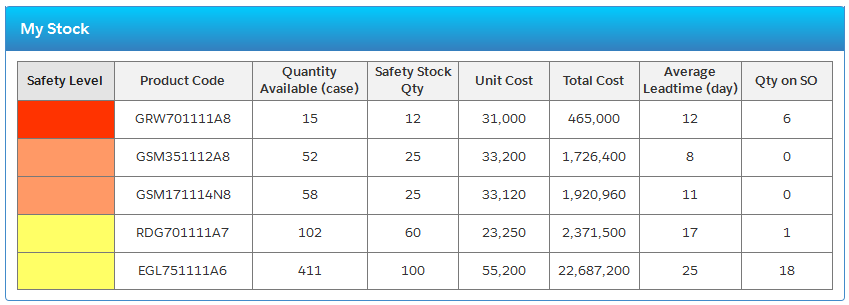 My Stock
Safety Level Product Code Quantity Available (case) Safety Stock Qty Unit Cost Total Cost Average Leadtime (day) Qty on SO
GRW701111A8 15 12 31,000 465,000 12 6
GSM351112A8 52 25 33,200 1,726,400 8 0
GSM171114N8 58 25 33,120 1,920,960 11 0
RDG701111A7 102 60 23,250 2,371,500 17 1
EGL751111A6 411 100 55,200 22,687,200 25 18